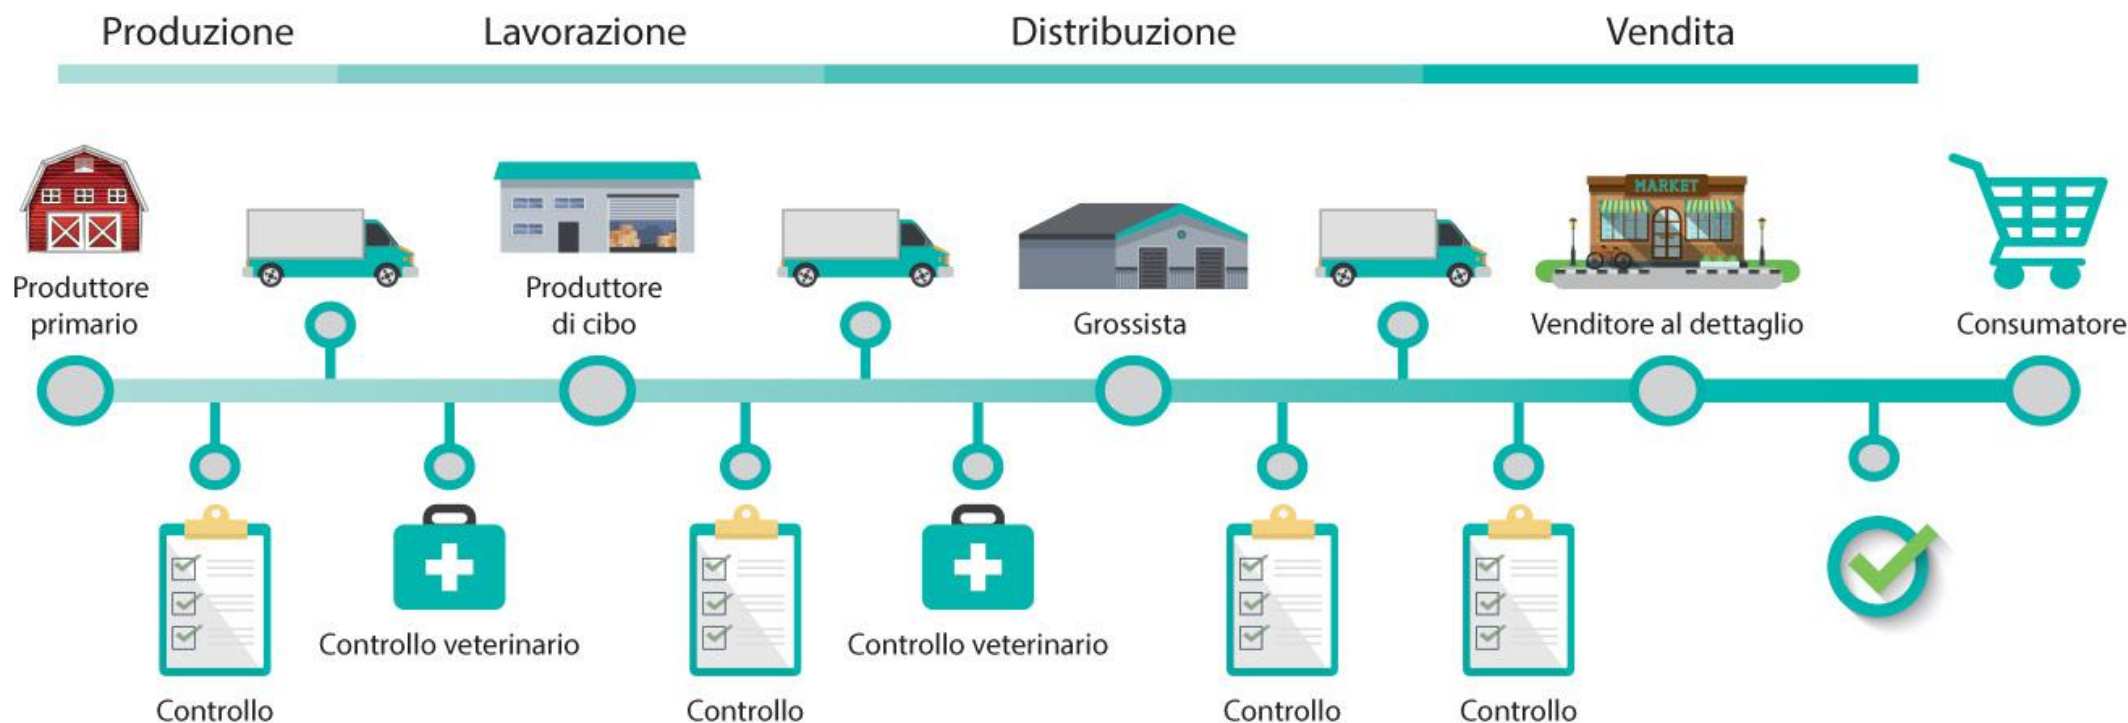 Produzione
Lavorazione
Distribuzione
Vendita
MARKET
Produttore
primario
Produttore
di cibo
Grossista
Venditore al dettaglio
Consumatore
Controllo
Controllo veterinario
Controllo
Controllo veterinario
Controllo
Controllo